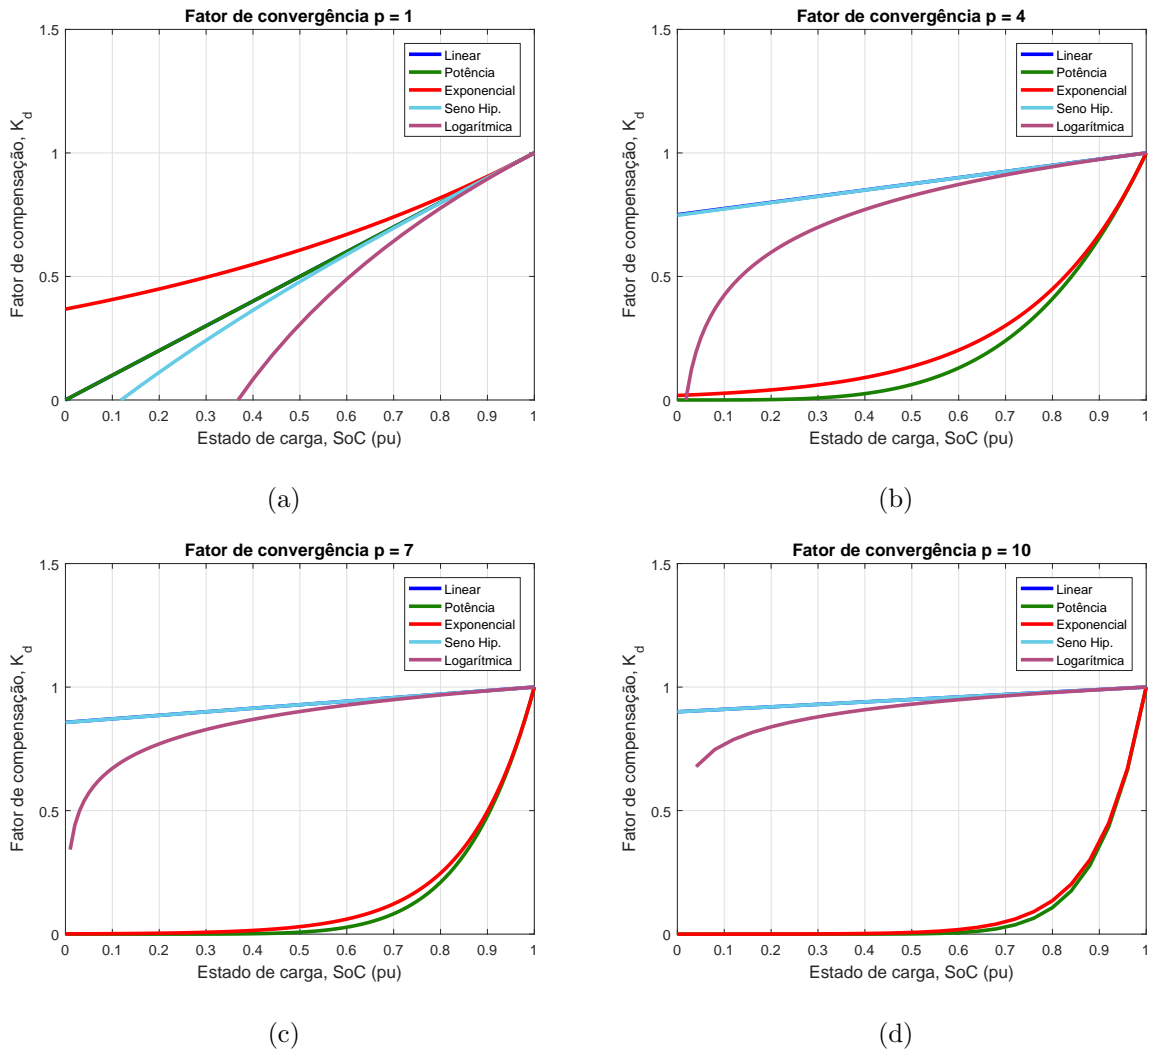 Fator de convergência p = 1
1.5
1
0.5
0
Fator de compensação, K_d
Linear
Potência
Exponencial
Seno Hip.
Logarítmica
0 0.1 0.2 0.3 0.4 0.5 0.6 0.7 0.8 0.9 1
Estado de carga, SoC (pu)
(a)
Fator de convergência p = 4
1.5
1
0.5
0
Fator de compensação, K_d
Linear
Potência
Exponencial
Seno Hip.
Logarítmica
0 0.1 0.2 0.3 0.4 0.5 0.6 0.7 0.8 0.9 1
Estado de carga, SoC (pu)
(b)
Fator de convergência p = 7
1.5
1
0.5
0
Fator de compensação, K_d
Linear
Potência
Exponencial
Seno Hip.
Logarítmica
0 0.1 0.2 0.3 0.4 0.5 0.6 0.7 0.8 0.9 1
Estado de carga, SoC (pu)
(c)
Fator de convergência p = 10
1.5
1
0.5
0
Fator de compensação, K_d
Linear
Potência
Exponencial
Seno Hip.
Logarítmica
0 0.1 0.2 0.3 0.4 0.5 0.6 0.7 0.8 0.9 1
Estado de carga, SoC (pu)
(d)